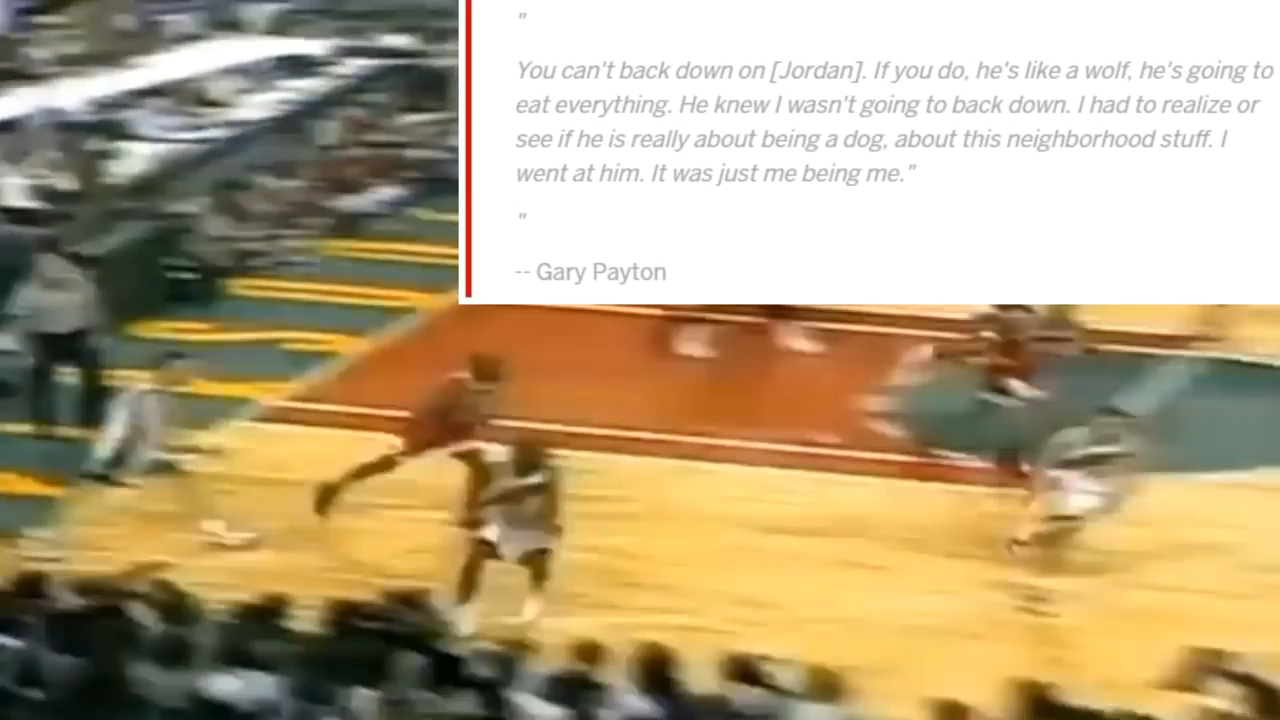 "
You can't back down on [Jordan]. If you do, he's like a wolf, he's going to
eat everything. He knew I wasn't going to back down. I had to realize or
see if he is really about being a dog, about this neighborhood stuff. I
went at him. It was just me being me."
"
-- Gary Payton